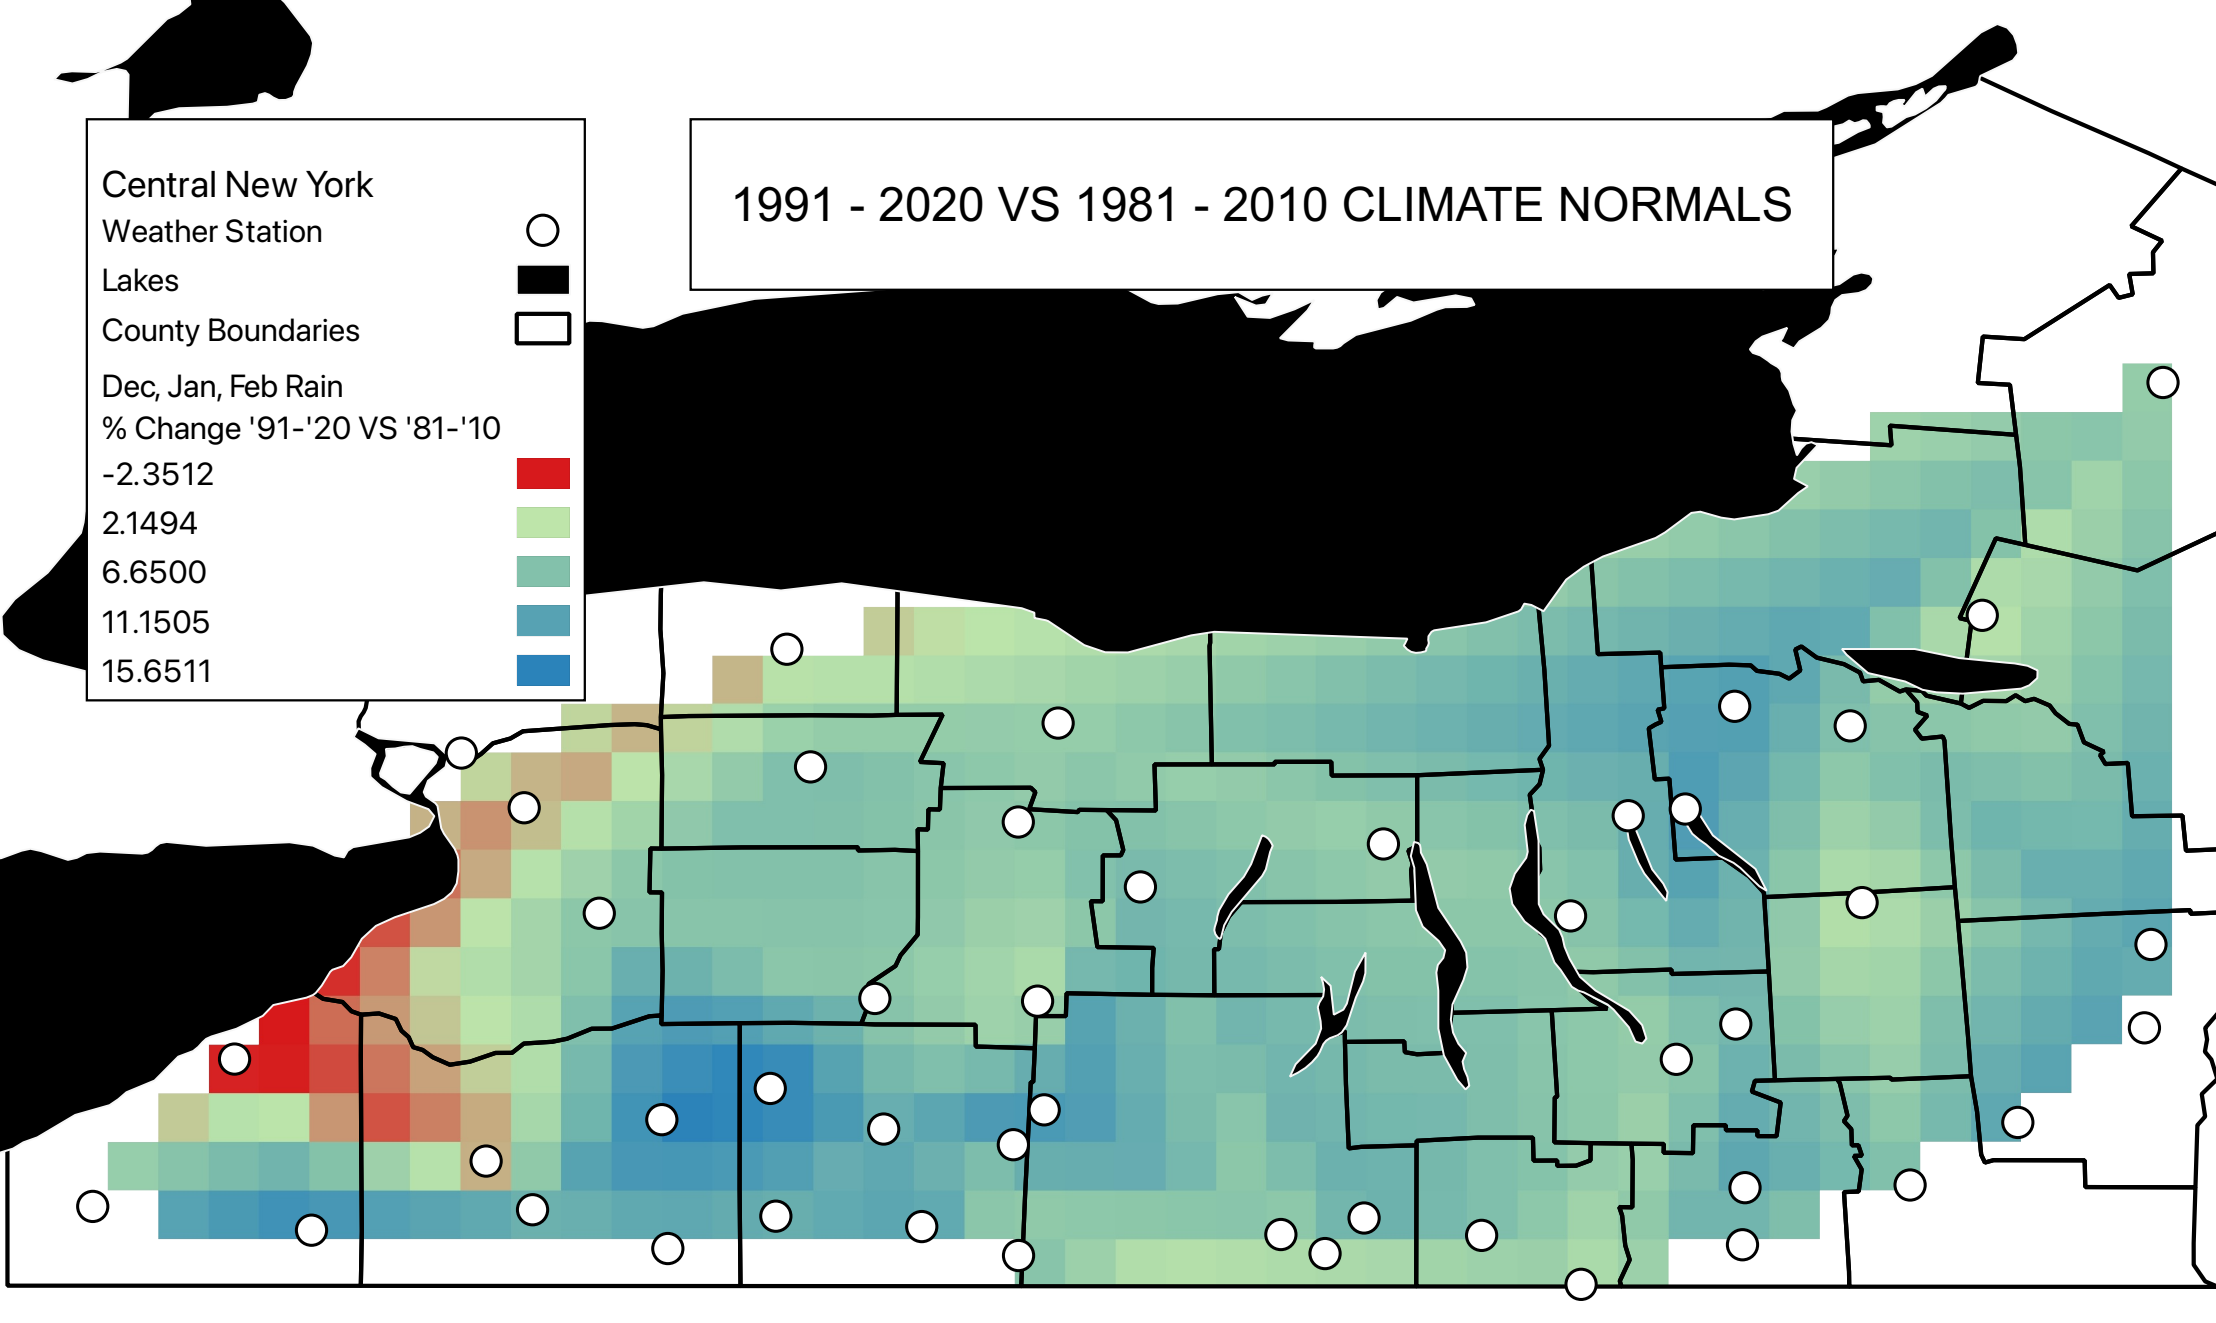 1991 - 2020 VS 1981 - 2010 CLIMATE NORMALS
Central New York
Weather Station
Lakes
County Boundaries
Dec, Jan, Feb Rain
% Change '91-'20 VS '81-'10
-2.3512
2.1494
6.6500
11.1505
15.6511